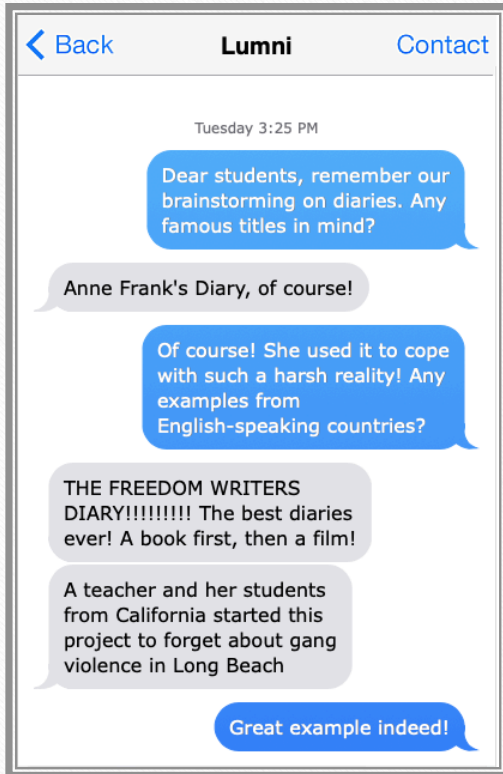 Back Lumni Contact
Tuesday 3:25 PM
Dear students, remember our
brainstorming on diaries. Any
famous titles in mind?
Anne Frank's Diary, of course!
Of course! She used it to cope
with such a harsh reality! Any
examples from
English-speaking countries?
THE FREEDOM WRITERS
DIARY!!!!!!!!! The best diaries
ever! A book first, then a film!
A teacher and her students
from California started this
project to forget about gang
violence in Long Beach
Great example indeed!